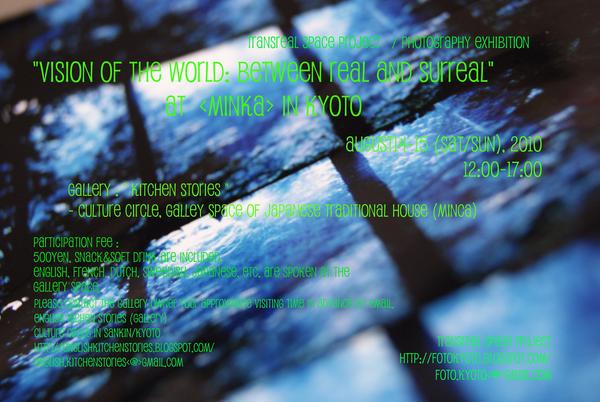 Transreal Space Project / Photography Exhibition
"Vision of the World: Between Real and Surreal"
at <Minka> in Kyoto
August14-15 (Sat/Sun), 2010
12:00-17:00
Gallery : "Kitchen Stories "
- Culture Circle, Galley Space of Japanese Traditional House (Minca)
Participation Fee :
500yen, Snack&Soft Drink are included.
English, French, Dutch, Swedish, Japanese, etc. are spoken at the
Gallery Space.
Please contact the gallery owner your approximate visiting time in advance by email.
English Kitchen Stories (Gallery)
Culture Circle in Sankin/Kyoto
http://englishkitchenstories.blogspot.com/
english.kitchenstories<@>gmail.com
Transreal Space Project
http://fotokyoto.blogspot.com/
foto.kyoto<@>gmail.com